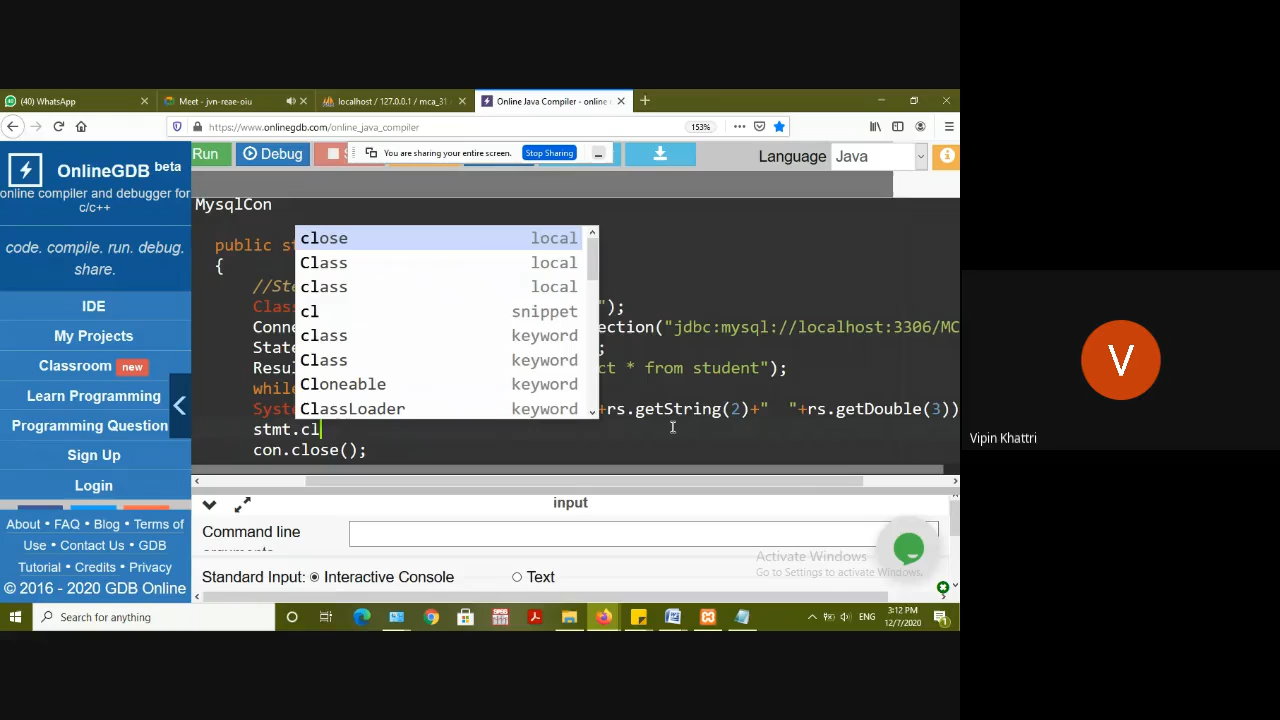 (40) WhatsApp
Meet - jvn-reae-oiu
localhost / 127.0.0.1 / mca_31
Online Java Compiler - online
https://www.onlinegdb.com/online_java_compiler
153%
OnlineGDB beta
online compiler and debugger for c/c++
code. compile. run. debug. share.
IDE
My Projects
Classroom new
Learn Programming
Programming Question
Sign Up
Login
About • FAQ • Blog • Terms of
Use • Contact Us • GDB
Tutorial • Credits • Privacy
© 2016 - 2020 GDB Online
Run
Debug
You are sharing your entire screen.
Stop Sharing
Language
Java
MysqlCon
public st
{
//Ste
Class
");
Conne
ection("jdbc:mysql://localhost:3306/MC
State
;
Resul
ct * from student");
while
Syste
+rs.getString(2)+" "+rs.getDouble(3))
stmt.cl
con.close();
close local
Class local
class local
cl snippet
class keyword
Class keyword
Cloneable keyword
ClassLoader keyword
input
Command line
Standard Input:
Interactive Console
Text
Activate Windows
Go to Settings to activate Windows.
Search for anything
ENG
3:12 PM
12/7/2020
V
Vipin Khattri